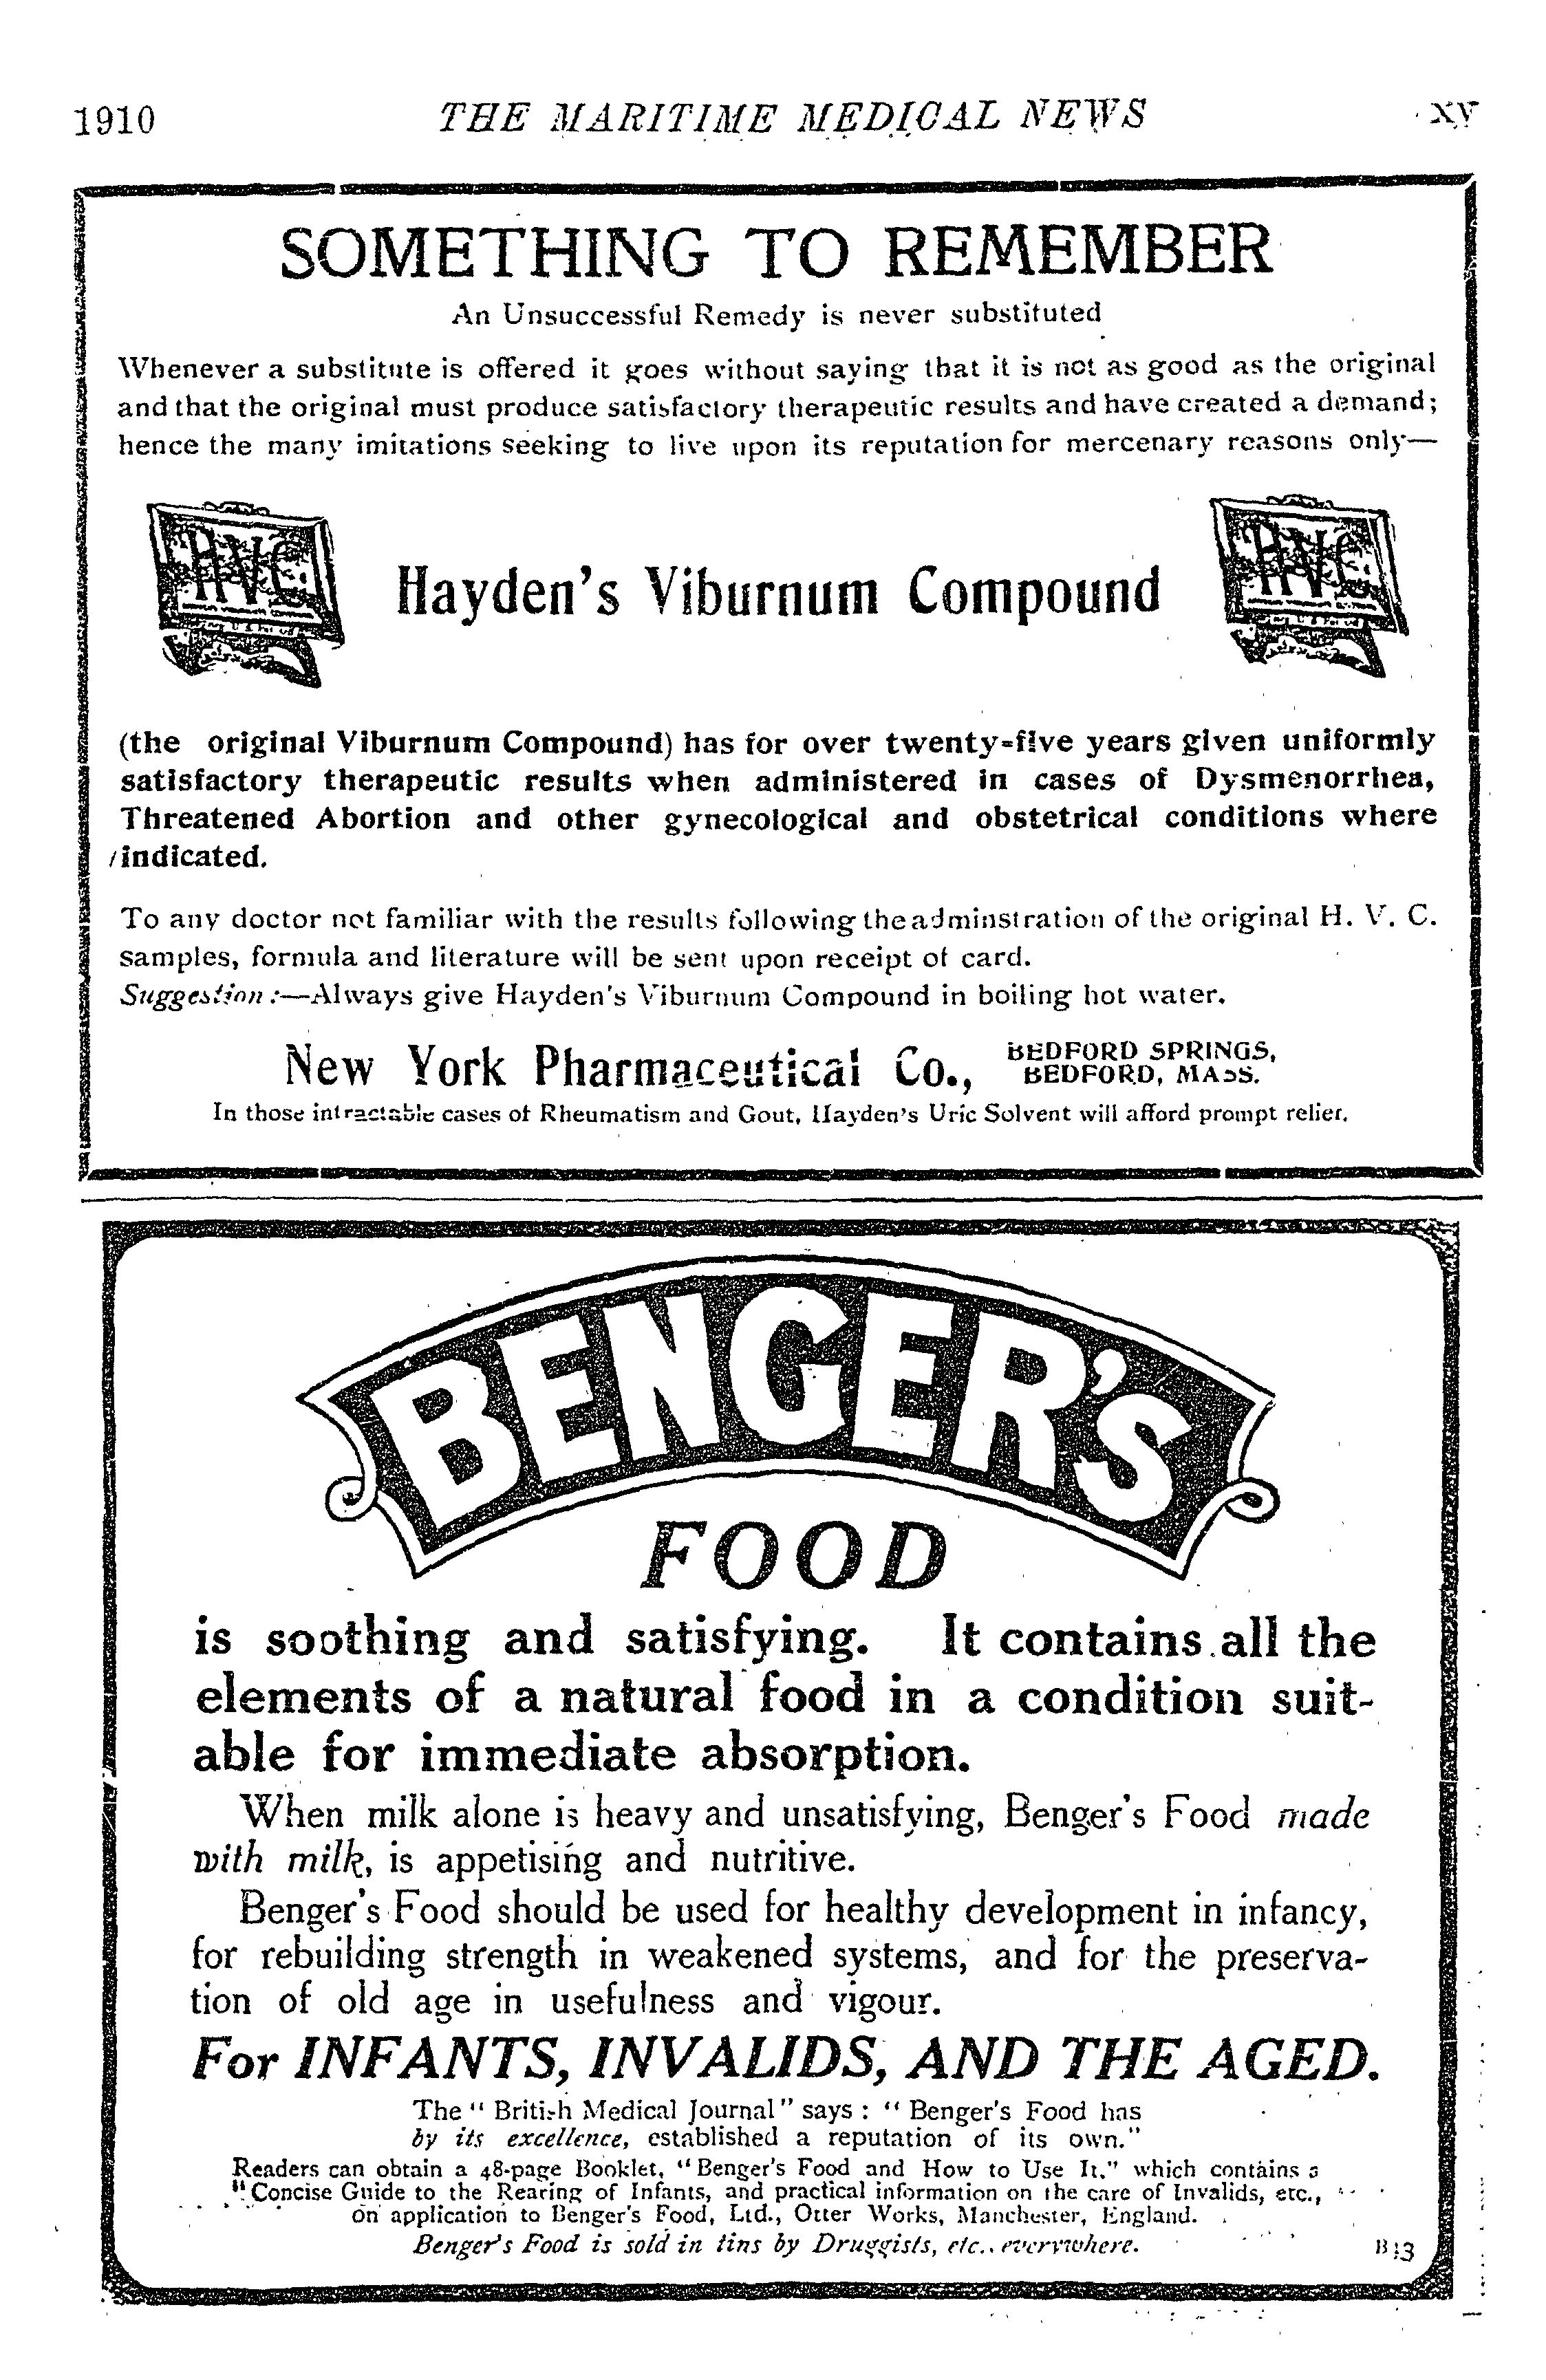 1910 THE MARITIME MEDICAL NEWS xv
SOMETHING TO REMEMBER
An Unsuccessful Remedy is never substituted
Whenever a substitute is offered it goes without saying that it is not as good as the original
and that the original must produce satisfactory therapeutic results and have created a demand;
hence the many imitations seeking to live upon its reputation for mercenary reasons only—
HVC
HVC
Hayden's Viburnum Compound
(the original Viburnum Compound) has for over twenty-five years given uniformly
satisfactory therapeutic results when administered in cases of Dysmenorrhea,
Threatened Abortion and other gynecological and obstetrical conditions where
indicated.
To any doctor not familiar with the results following the adminstration of the original H. V. C.
samples, formula and literature will be sent upon receipt of card.
Suggestion:—Always give Hayden's Viburnum Compound in boiling hot water.
New York Pharmaceutical Co., BEDFORD SPRINGS,
BEDFORD, MASS.
In those intractable cases of Rheumatism and Gout, Hayden's Uric Solvent will afford prompt relief.
BENGER'S
FOOD
is soothing and satisfying. It contains all the
elements of a natural food in a condition suit-
able for immediate absorption.
When milk alone is heavy and unsatisfying, Benger's Food made
with milk, is appetising and nutritive.
Benger's Food should be used for healthy development in infancy,
for rebuilding strength in weakened systems, and for the preserva-
tion of old age in usefulness and vigour.
For INFANTS, INVALIDS, AND THE AGED.
The "British Medical Journal" says: "Benger's Food has
by its excellence, established a reputation of its own."
Readers can obtain a 48-page Booklet, "Benger's Food and How to Use It," which contains a
"Concise Guide to the Rearing of Infants, and practical information on the care of Invalids, etc.,
on application to Benger's Food, Ltd., Otter Works, Manchester, England.
Benger's Food is sold in tins by Druggists, etc., everywhere. B13